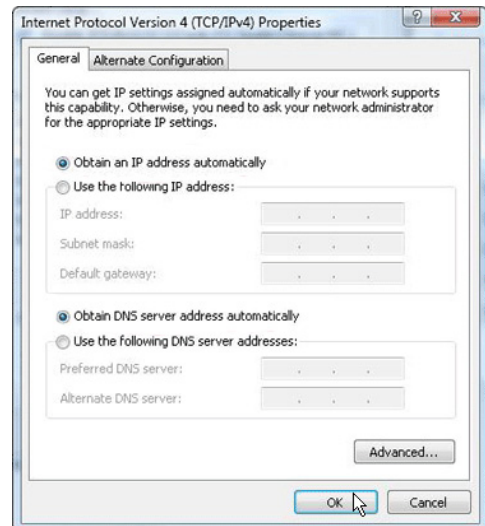 Internet Protocol Version 4 (TCP/IPv4) Properties
?
X
General
Alternate Configuration
You can get IP settings assigned automatically if your network supports
this capability. Otherwise, you need to ask your network administrator
for the appropriate IP settings.
Obtain an IP address automatically
Use the following IP address:
IP address:
Subnet mask:
Default gateway:
Obtain DNS server address automatically
Use the following DNS server addresses:
Preferred DNS server:
Alternate DNS server:
Advanced...
OK
Cancel